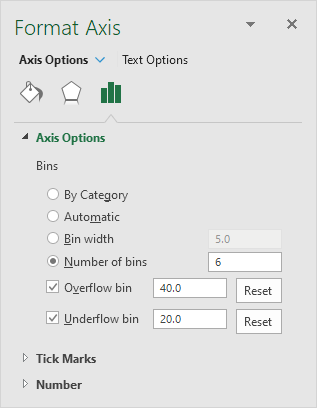 Format Axis
Axis Options Text Options
Axis Options
Bins
By Category
Automatic
Bin width 5.0
Number of bins 6
Overflow bin 40.0 Reset
Underflow bin 20.0 Reset
Tick Marks
Number